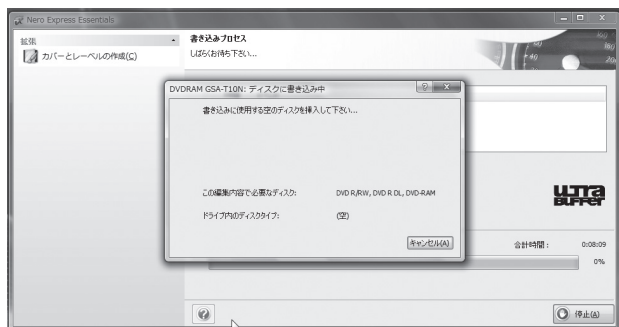 Nero Express Essentials
拡張
カバーとレーベルの作成(C)
書き込みプロセス
しばらくお待ち下さい...
DVDRAM GSA-T10N: ディスクに書き込み中
書き込みに使用する空のディスクを挿入して下さい...
この編集内容で必要なディスク: DVD R/RW, DVD R DL, DVD-RAM
ドライブ内のディスクタイプ: (空)
キャンセル(A)
ULTRA
BUFFER
合計時間: 0:08:09
0%
停止(A)